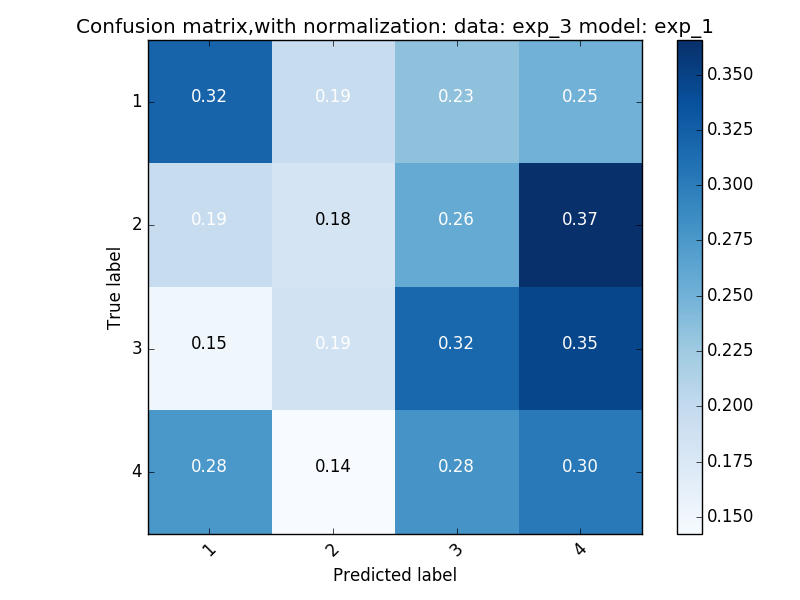 Confusion matrix,with normalization: data: exp_3 model: exp_1
1 0.32 0.19 0.23 0.25
2 0.19 0.18 0.26 0.37
3 0.15 0.19 0.32 0.35
4 0.28 0.14 0.28 0.30
1 2 3 4
True label
Predicted label
0.350
0.325
0.300
0.275
0.250
0.225
0.200
0.175
0.150